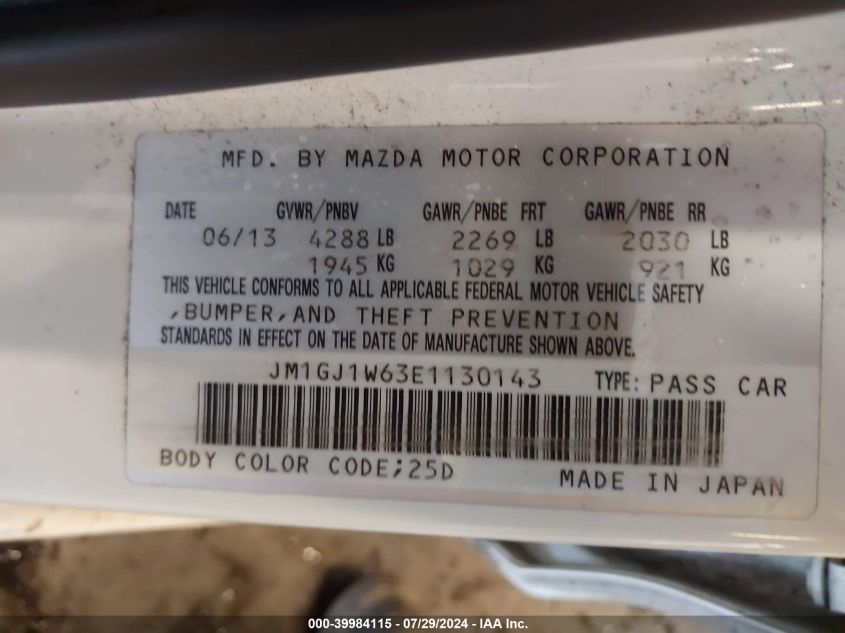 MFD. BY MAZDA MOTOR CORPORATION
DATE GVWR/PNBV GAWR/PNBE FRT GAWR/PNBE RR
06/13 4288 LB 2269 LB 2030 LB
1945 KG 1029 KG 921 KG
THIS VEHICLE CONFORMS TO ALL APPLICABLE FEDERAL MOTOR VEHICLE SAFETY
,BUMPER,AND THEFT PREVENTION
STANDARDS IN EFFECT ON THE DATE OF MANUFACTURE SHOWN ABOVE.
JM1GJ1W63E1130143 TYPE: PASS CAR
BODY COLOR CODE;25D MADE IN JAPAN
000-39984115 - 07/29/2024 - IAA Inc.